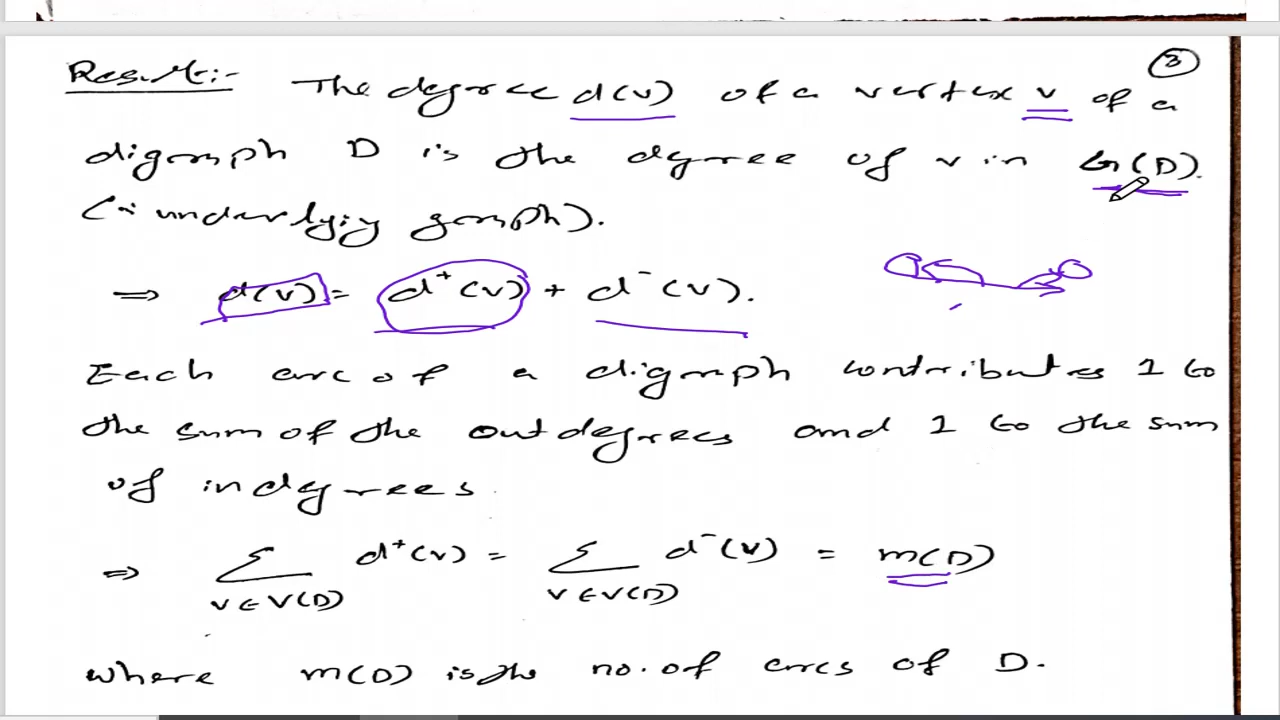 Result:- The degree d(v) of a vertex v of a
digraph D is the degree of v in G(D).
underlying graph).
⇒ d(v) = d⁺(v) + d⁻(v).
Each arc of a digraph contributes 1 to
the sum of the outdegrees and 1 to the sum
of indegrees
⇒ Σ d⁺(v) = Σ d⁻(v) = m(D)
v∈V(D) v∈V(D)
where m(D) is the no. of arcs of D.